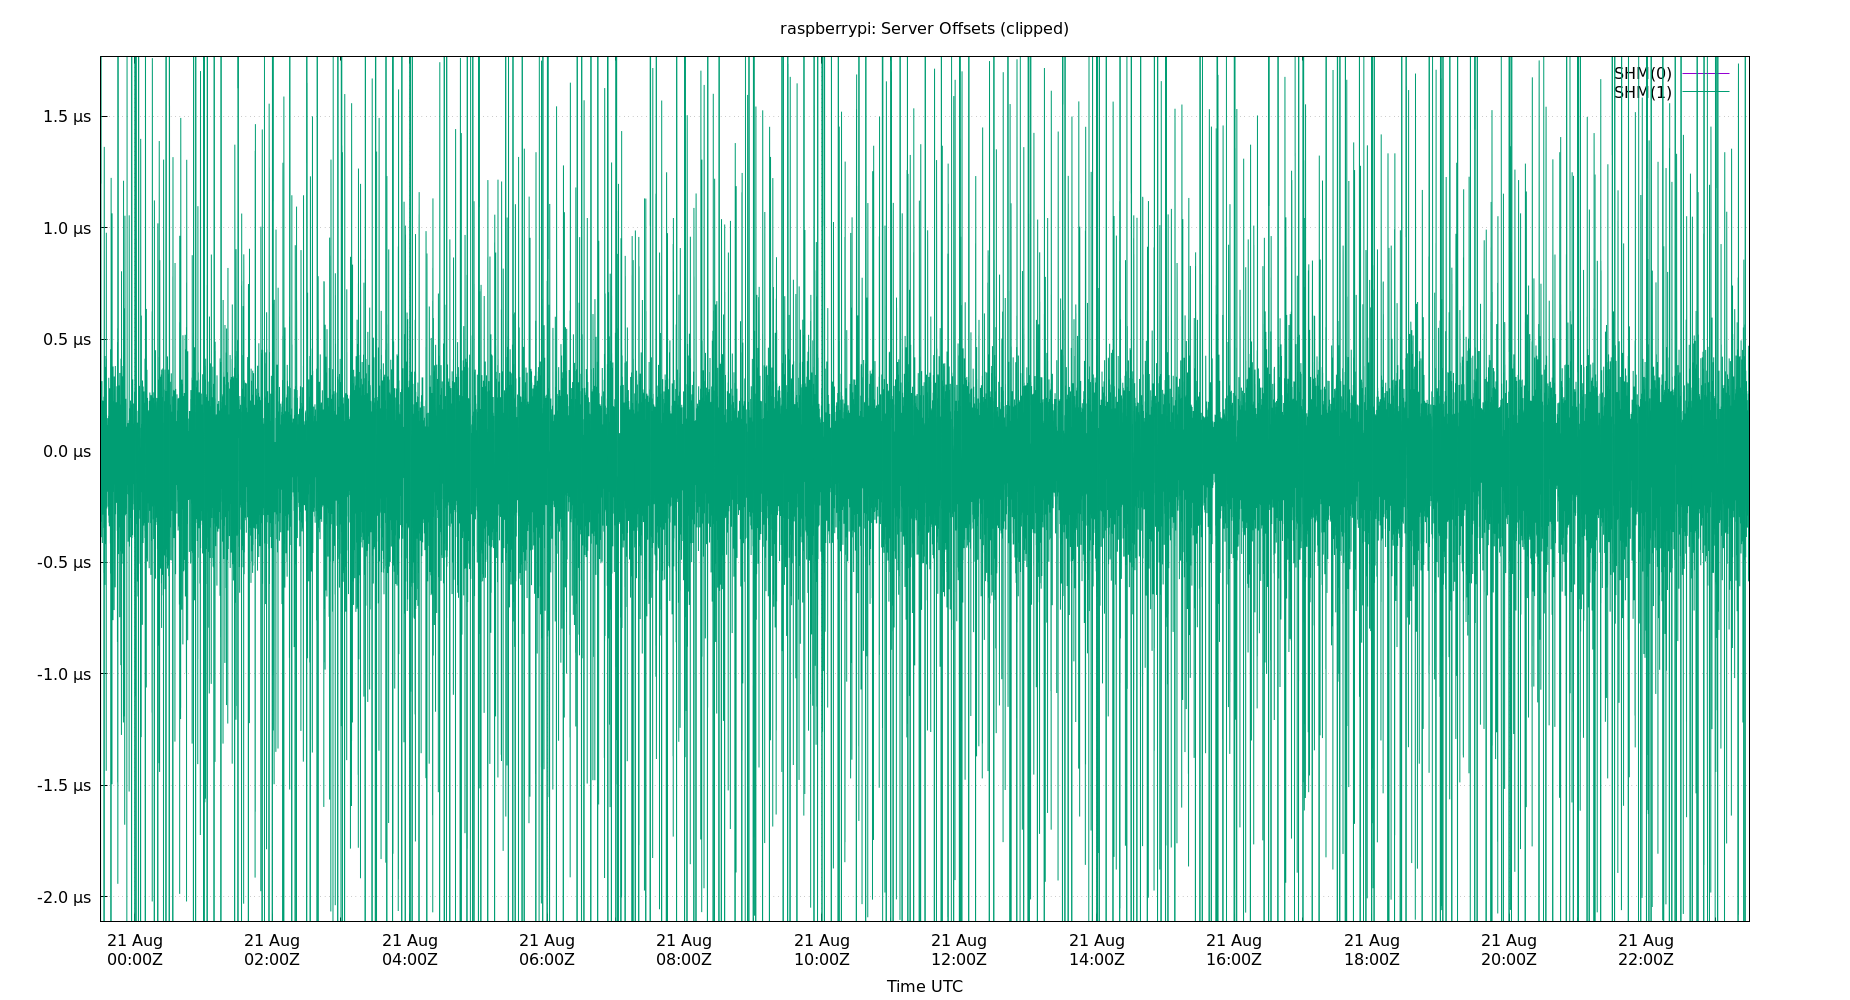 raspberrypi: Server Offsets (clipped)
SHM(0)
SHM(1)
1.5 µs
1.0 µs
0.5 µs
0.0 µs
-0.5 µs
-1.0 µs
-1.5 µs
-2.0 µs
21 Aug 21 Aug 21 Aug 21 Aug 21 Aug 21 Aug 21 Aug 21 Aug 21 Aug 21 Aug 21 Aug 21 Aug
00:00Z 02:00Z 04:00Z 06:00Z 08:00Z 10:00Z 12:00Z 14:00Z 16:00Z 18:00Z 20:00Z 22:00Z
Time UTC